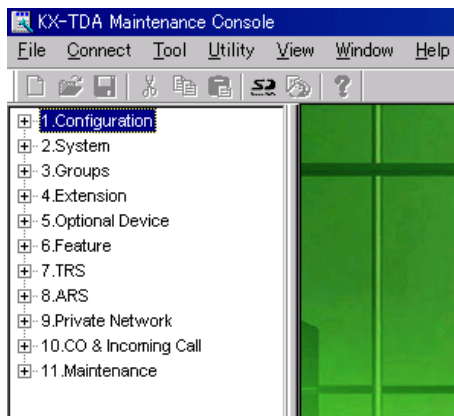 KX-TDA Maintenance Console
File Connect Tool Utility View Window Help
1.Configuration
2.System
3.Groups
4.Extension
5.Optional Device
6.Feature
7.TRS
8.ARS
9.Private Network
10.CO & Incoming Call
11.Maintenance